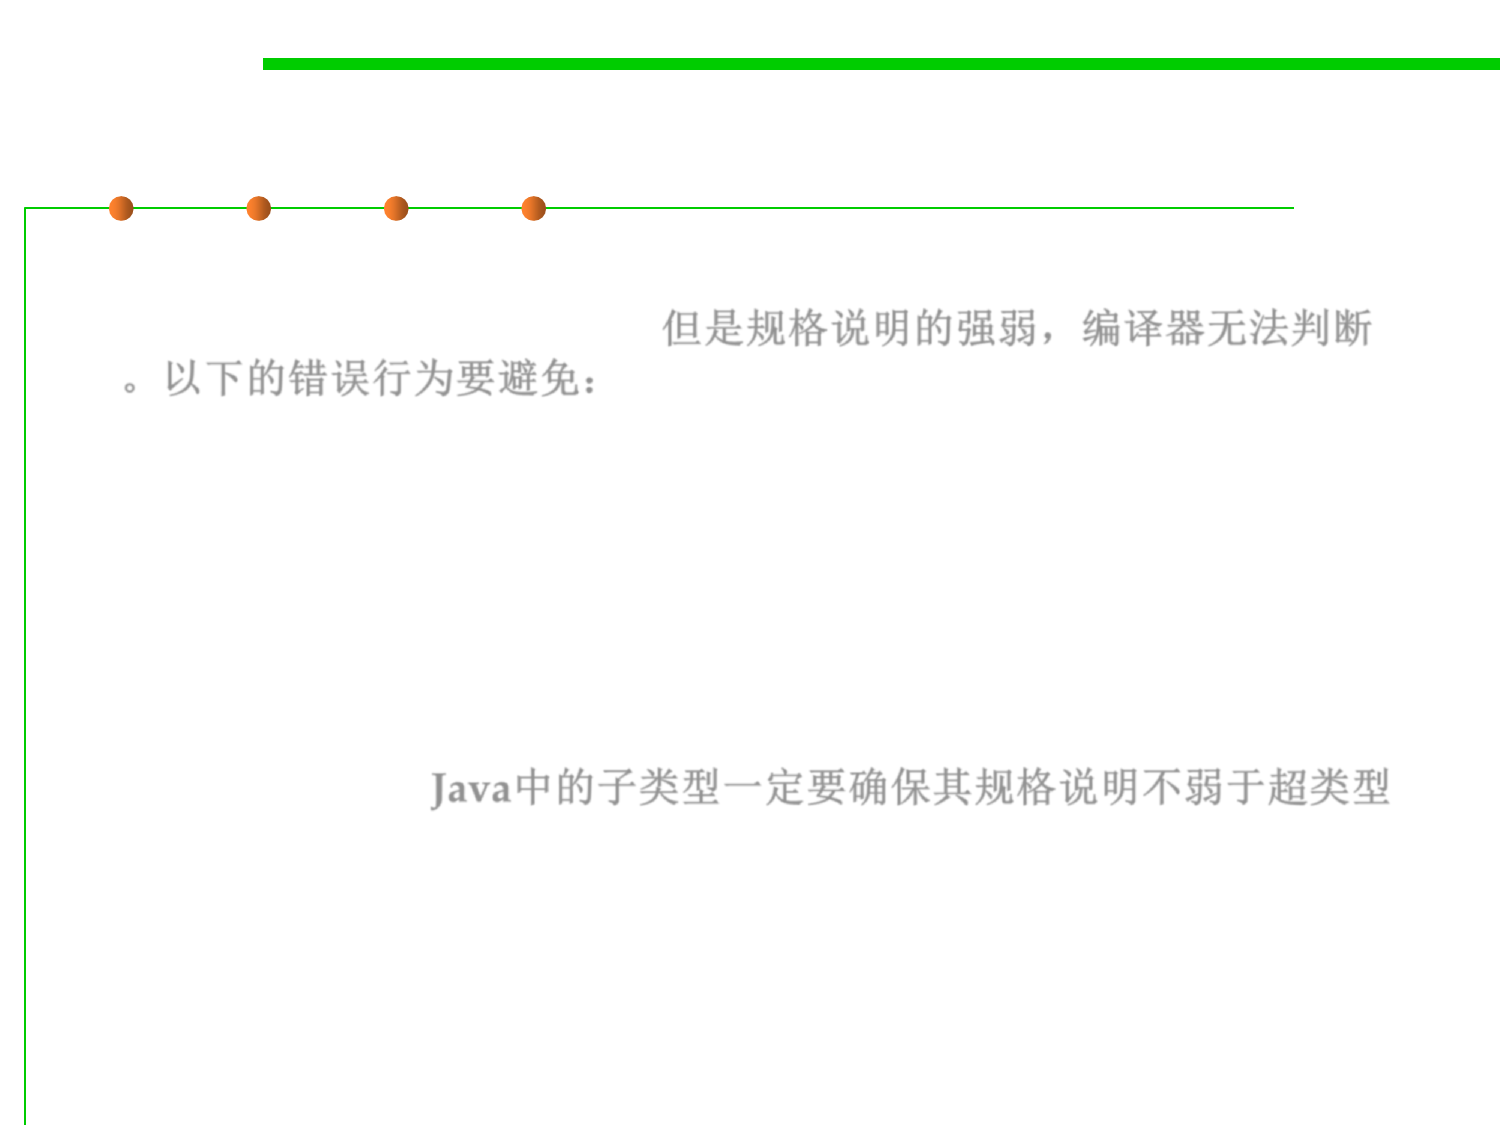 但是规格说明的强弱，编译器无法判断
。以下的错误行为要避免：
Java中的子类型一定要确保其规格说明不弱于超类型